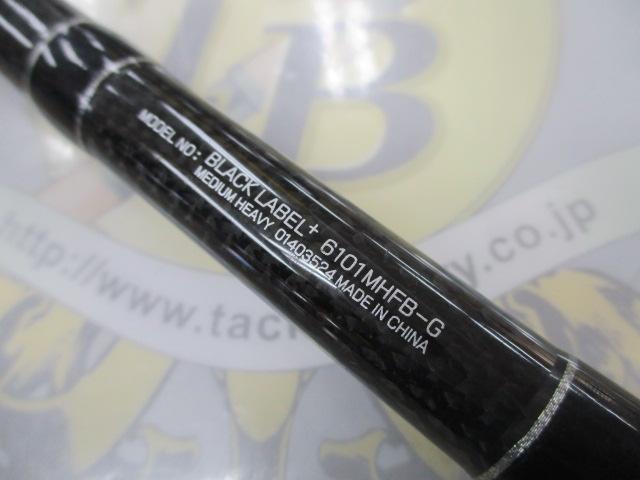 MODEL NO: BLACK LABEL+ 6101MHFB-G
MEDIUM HEAVY 01403524 MADE IN CHINA
B
http://www.tac
y.co.jp